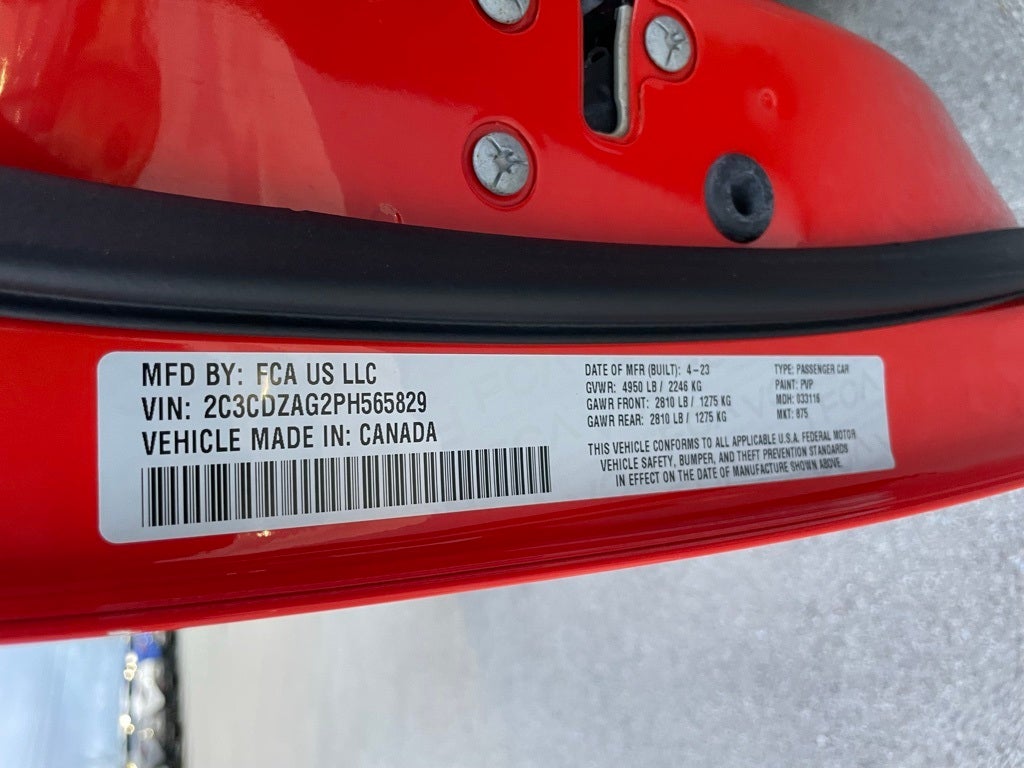 MFD BY: FCA US LLC
VIN: 2C3CDZAG2PH565829
VEHICLE MADE IN: CANADA
DATE OF MFR (BUILT): 4-23
GVWR: 4950 LB / 2246 KG
GAWR FRONT: 2810 LB / 1275 KG
GAWR REAR: 2810 LB / 1275 KG
TYPE: PASSENGER CAR
PAINT: PVP
MDH: 033116
MKT: 875
THIS VEHICLE CONFORMS TO ALL APPLICABLE U.S.A. FEDERAL MOTOR
VEHICLE SAFETY, BUMPER, AND THEFT PREVENTION STANDARDS
IN EFFECT ON THE DATE OF MANUFACTURE SHOWN ABOVE.